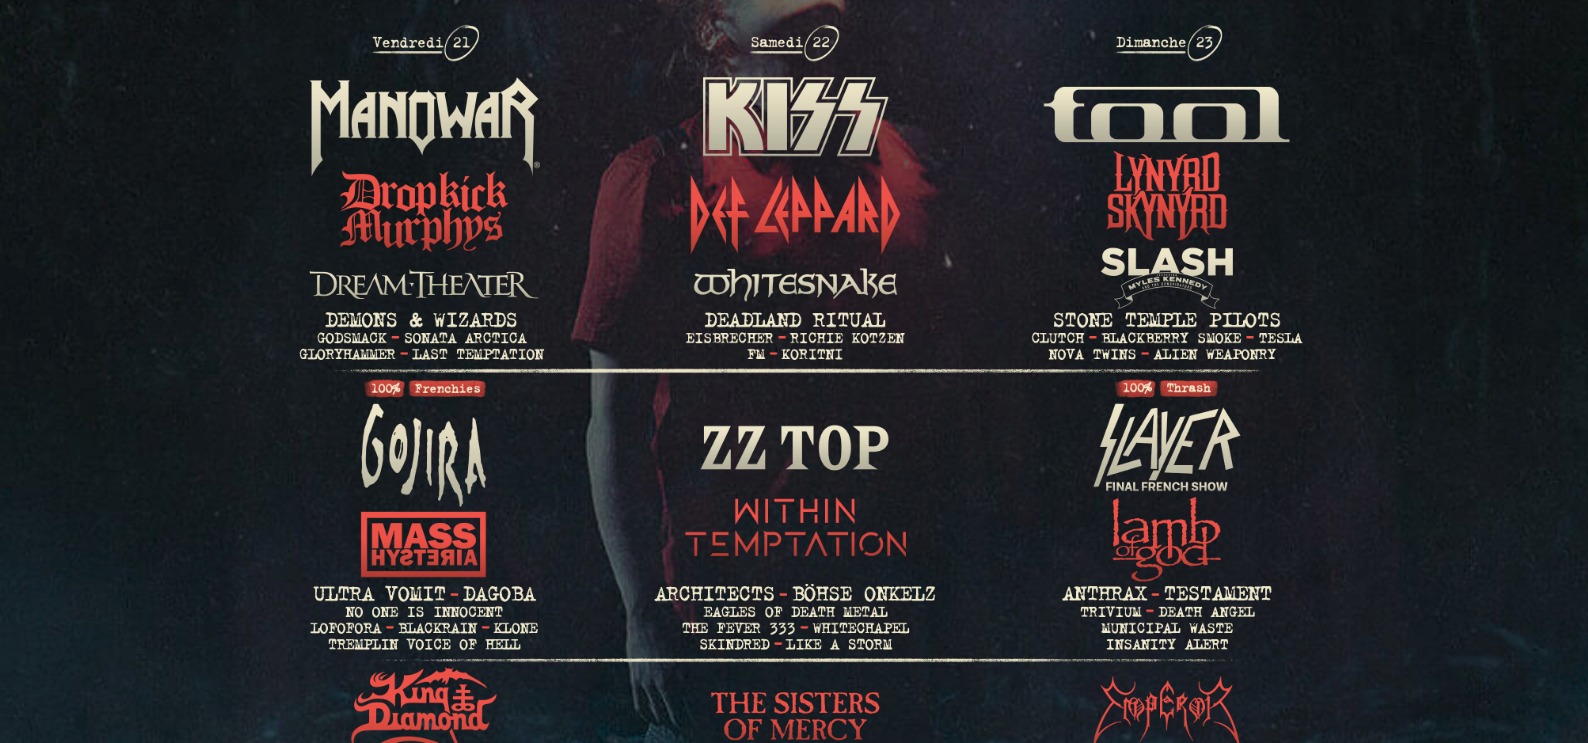 Vendredi 21
MANOWAR
Dropkick
Murphys
DREAM THEATER
DEMONS & WIZARDS
GODSMACK - SONATA ARCTICA
GLORYHAMMER - LAST TEMPTATION
100% Frenchies
GOJIRA
MASS
HYSTERIA
ULTRA VOMIT - DAGOBA
NO ONE IS INNOCENT
LOFOFORA - BLACKRAIN - KLONE
TREMPLIN VOICE OF HELL
King
Diamond
Samedi 22
KISS
DEF LEPPARD
WHITESNAKE
DEADLAND RITUAL
EISBRECHER - RICHIE KOTZEN
FM - KORITNI
ZZ TOP
WITHIN
TEMPTATION
ARCHITECTS - BÖHSE ONKELZ
EAGLES OF DEATH METAL
THE FEVER 333 - WHITECHAPEL
SKINDRED - LIKE A STORM
THE SISTERS
OF MERCY
Dimanche 23
tool
LYNYRD
SKYNYRD
SLASH
FEATURING
MYLES KENNEDY
AND THE CONSPIRATORS
STONE TEMPLE PILOTS
CLUTCH - BLACKBERRY SMOKE - TESLA
NOVA TWINS - ALIEN WEAPONRY
100% Thrash
SLAYER
FINAL FRENCH SHOW
lamb
of god
ANTHRAX - TESTAMENT
TRIVIUM - DEATH ANGEL
MUNICIPAL WASTE
INSANITY ALERT
EMPEROR